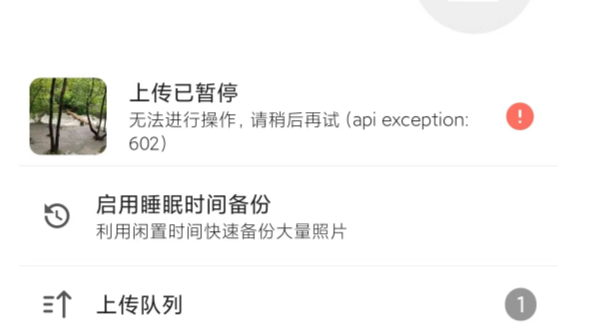 上传已暂停
无法进行操作，请稍后再试（api exception:
602）
启用睡眠时间备份
利用闲置时间快速备份大量照片
上传队列
1